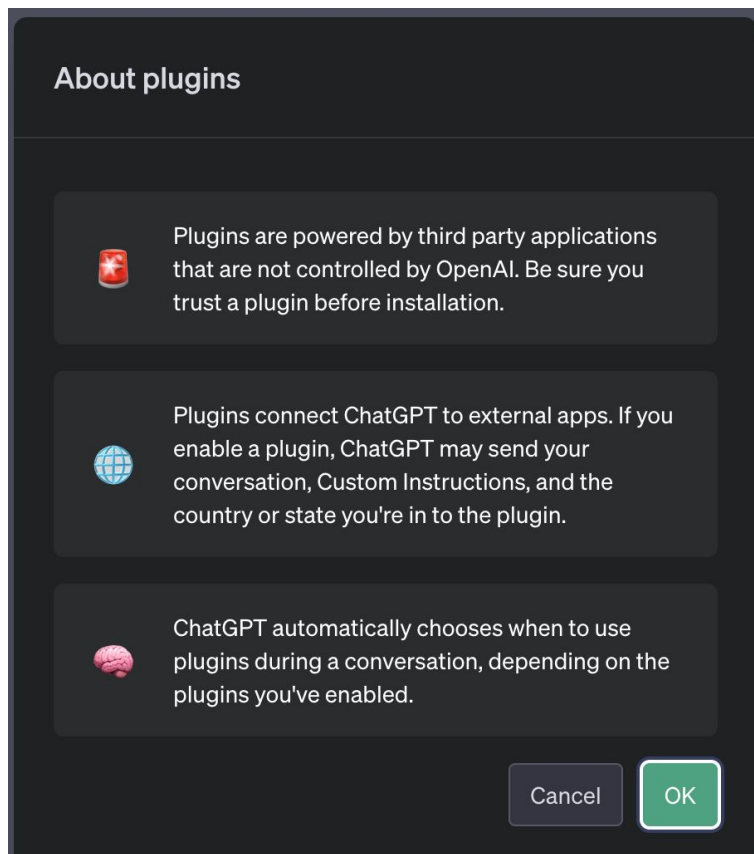 About plugins
Plugins are powered by third party applications
that are not controlled by OpenAI. Be sure you
trust a plugin before installation.
Plugins connect ChatGPT to external apps. If you
enable a plugin, ChatGPT may send your
conversation, Custom Instructions, and the
country or state you're in to the plugin.
ChatGPT automatically chooses when to use
plugins during a conversation, depending on the
plugins you've enabled.
Cancel OK